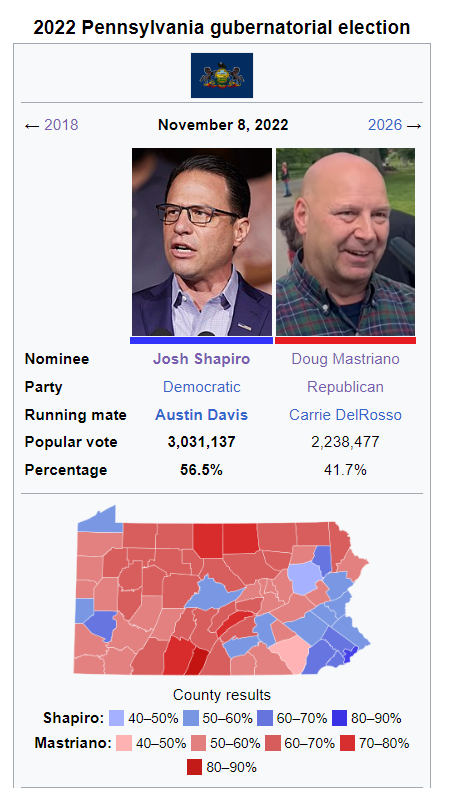 2022 Pennsylvania gubernatorial election
← 2018 November 8, 2022 2026 →
Nominee Josh Shapiro Doug Mastriano
Party Democratic Republican
Running mate Austin Davis Carrie DelRosso
Popular vote 3,031,137 2,238,477
Percentage 56.5% 41.7%
County results
Shapiro: 40–50% 50–60% 60–70% 80–90%
Mastriano: 40–50% 50–60% 60–70% 70–80%
80–90%